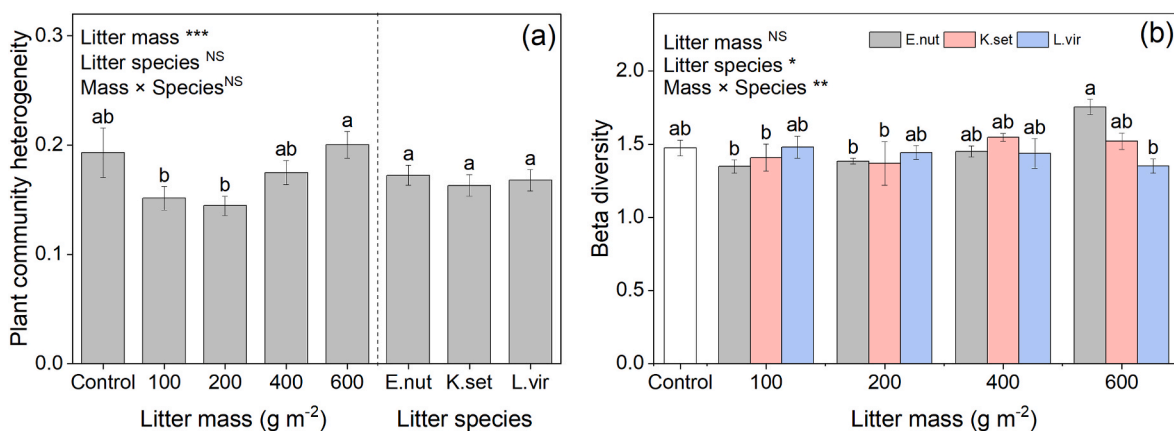 (a)
Litter mass ***
Litter species NS
Mass × Species NS
Plant community heterogeneity
0.3
0.2
0.1
0.0
ab b b ab a a a a
Control 100 200 400 600 E.nut K.set L.vir
Litter mass (g m-2) Litter species
(b)
Litter mass NS
Litter species *
Mass × Species **
E.nut K.set L.vir
Beta diversity
2.0
1.5
1.0
0.5
0.0
ab b b ab b b ab ab ab ab a ab b
Control 100 200 400 600
Litter mass (g m-2)